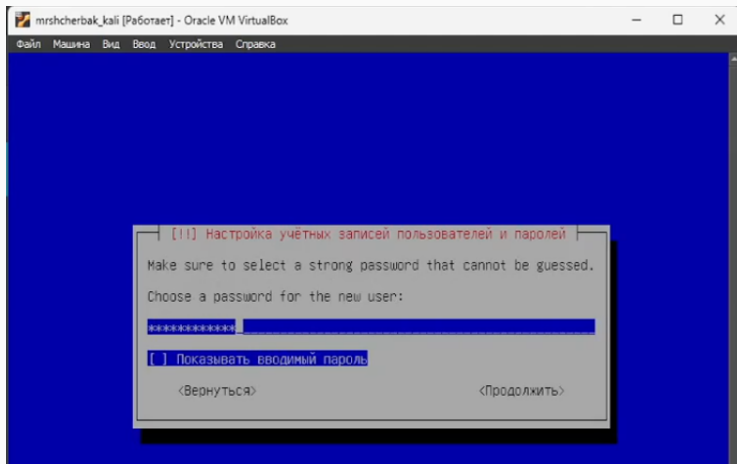 mrshcherbak_kali [Работает] - Oracle VM VirtualBox
Файл Машина Вид Ввод Устройства Справка
[!!] Настройка учётных записей пользователей и паролей
Make sure to select a strong password that cannot be guessed.
Choose a password for the new user:
************_
[ ] Показывать вводимый пароль
<Вернуться> <Продолжить>